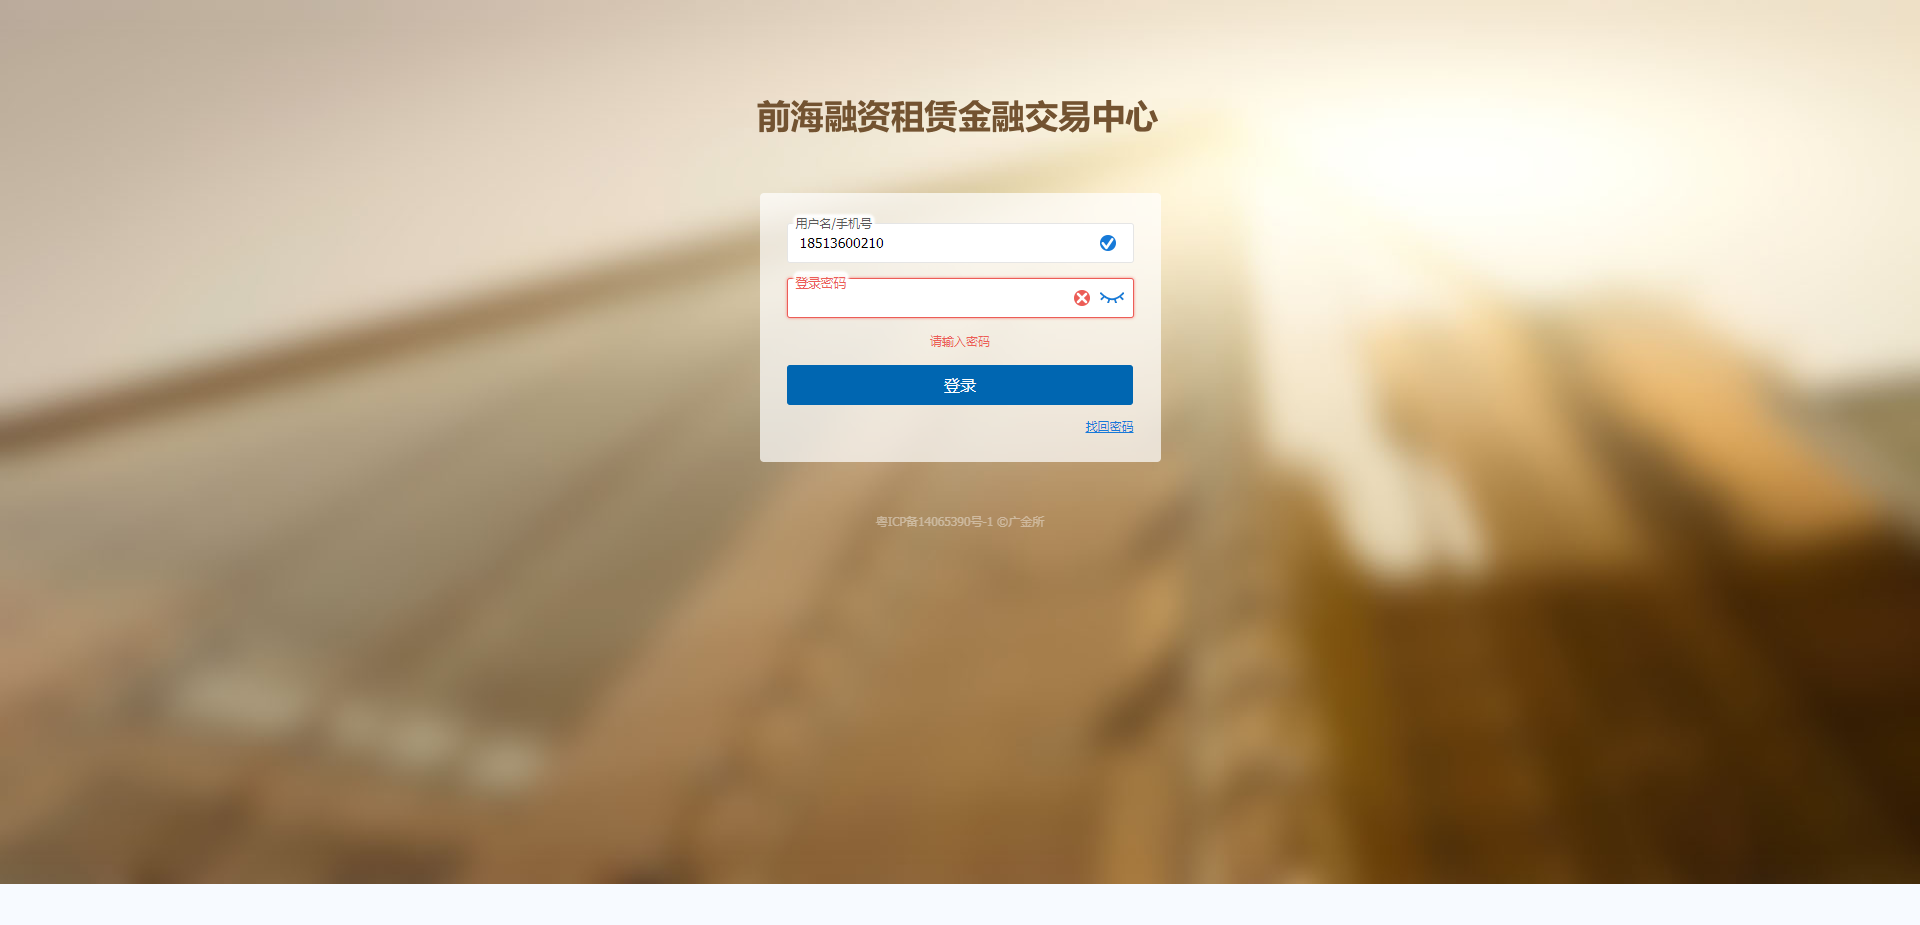 前海融资租赁金融交易中心
用户名/手机号
18513600210
登录密码
请输入密码
登录
找回密码
粤ICP备14065390号-1 ©广金所